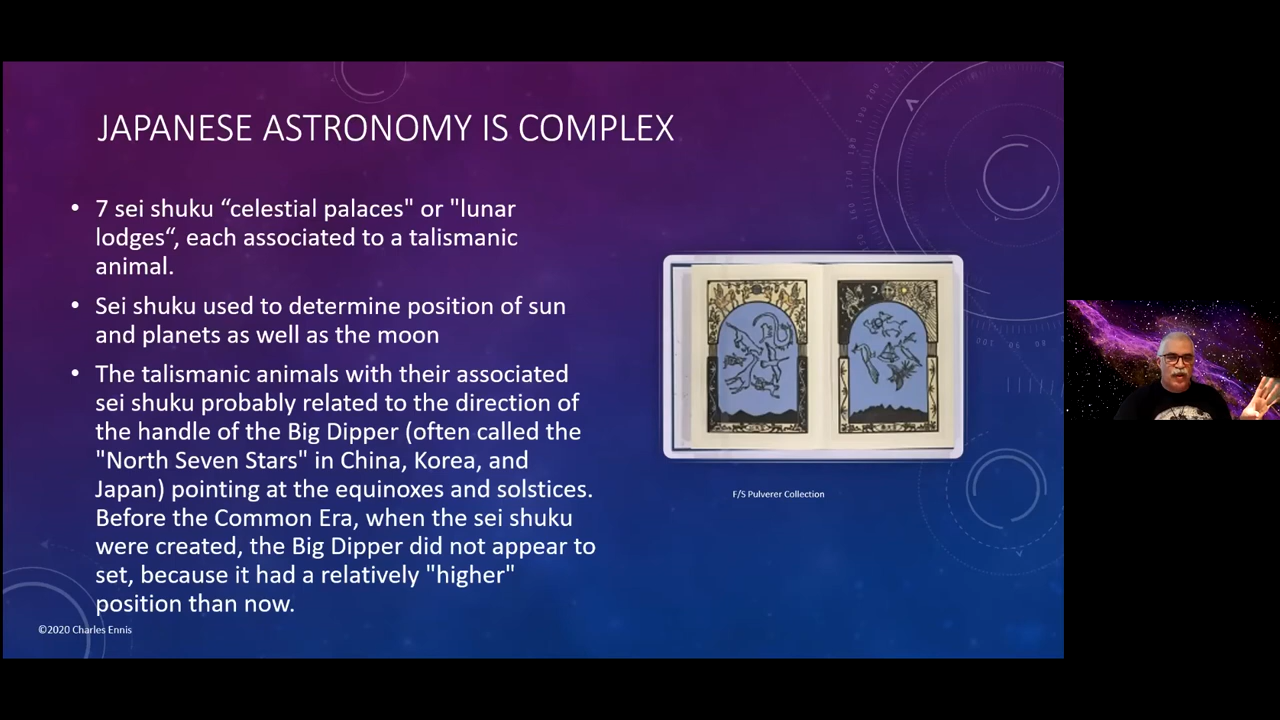 JAPANESE ASTRONOMY IS COMPLEX
• 7 sei shuku “celestial palaces" or "lunar
lodges“, each associated to a talismanic
animal.
• Sei shuku used to determine position of sun
and planets as well as the moon
• The talismanic animals with their associated
sei shuku probably related to the direction of
the handle of the Big Dipper (often called the
"North Seven Stars" in China, Korea, and
Japan) pointing at the equinoxes and solstices.
Before the Common Era, when the sei shuku
were created, the Big Dipper did not appear to
set, because it had a relatively "higher"
position than now.
F/S Pulverer Collection
©2020 Charles Ennis